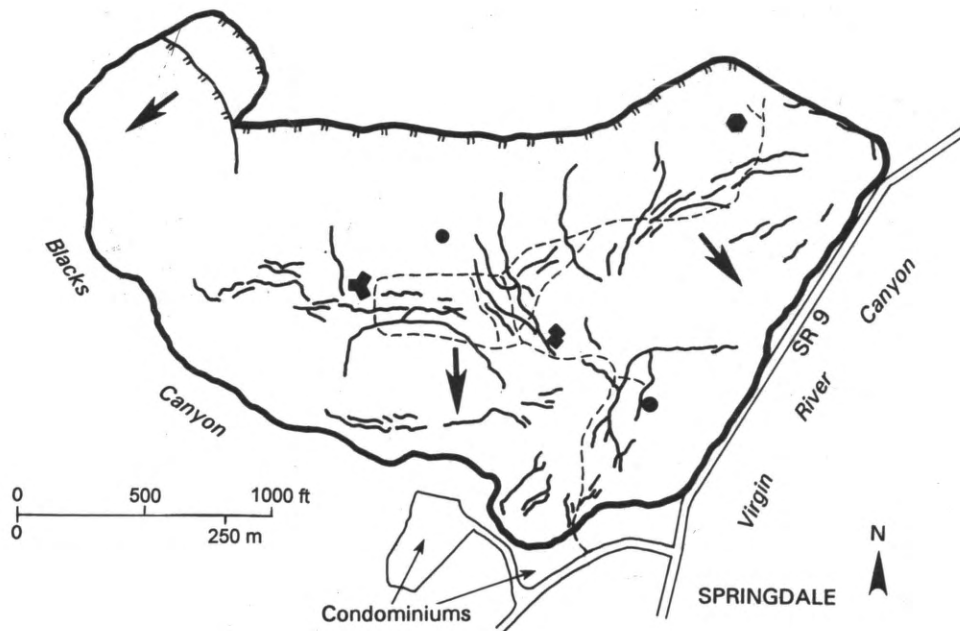 Blacks
Canyon
Canyon
SR 9
River
Virgin
0 500 1000 ft
0 250 m
N
SPRINGDALE
Condominiums